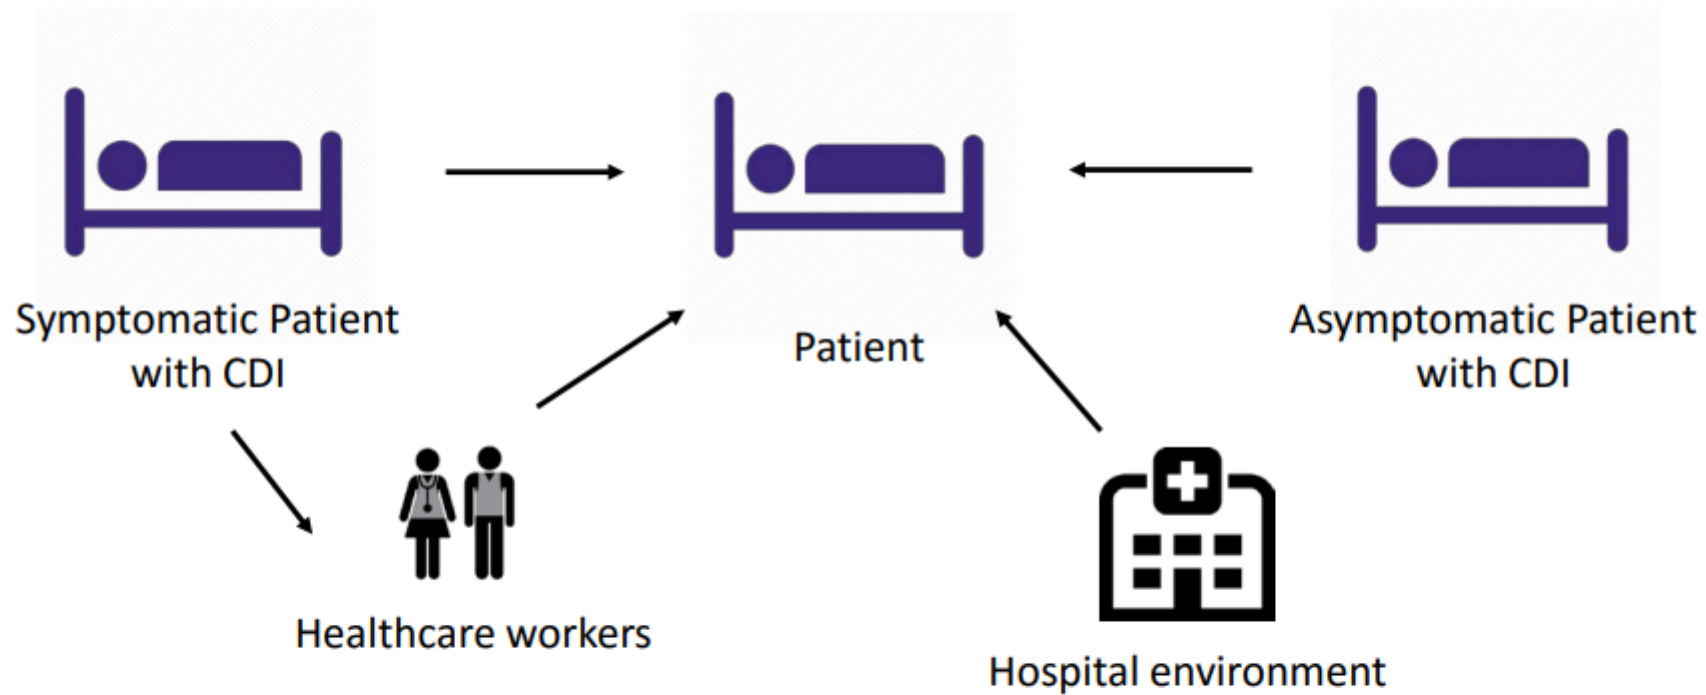 Symptomatic Patient
with CDI
Patient
Asymptomatic Patient
with CDI
Healthcare workers
Hospital environment